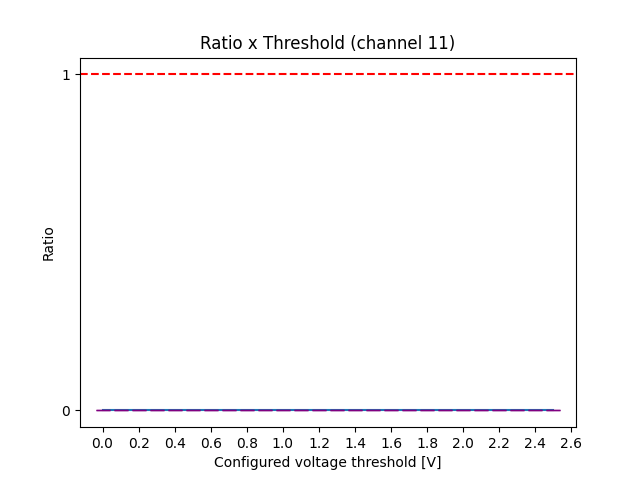 Ratio x Threshold (channel 11)
1
Ratio
0
0.0 0.2 0.4 0.6 0.8 1.0 1.2 1.4 1.6 1.8 2.0 2.2 2.4 2.6
Configured voltage threshold [V]